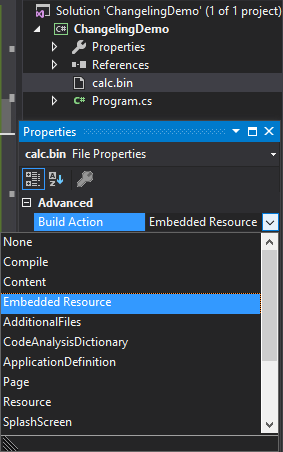 Solution 'ChangelingDemo' (1 of 1 project)
C# ChangelingDemo
Properties
References
calc.bin
C# Program.cs
Properties
calc.bin File Properties
Advanced
Build Action Embedded Resource
None
Compile
Content
Embedded Resource
AdditionalFiles
CodeAnalysisDictionary
ApplicationDefinition
Page
Resource
SplashScreen